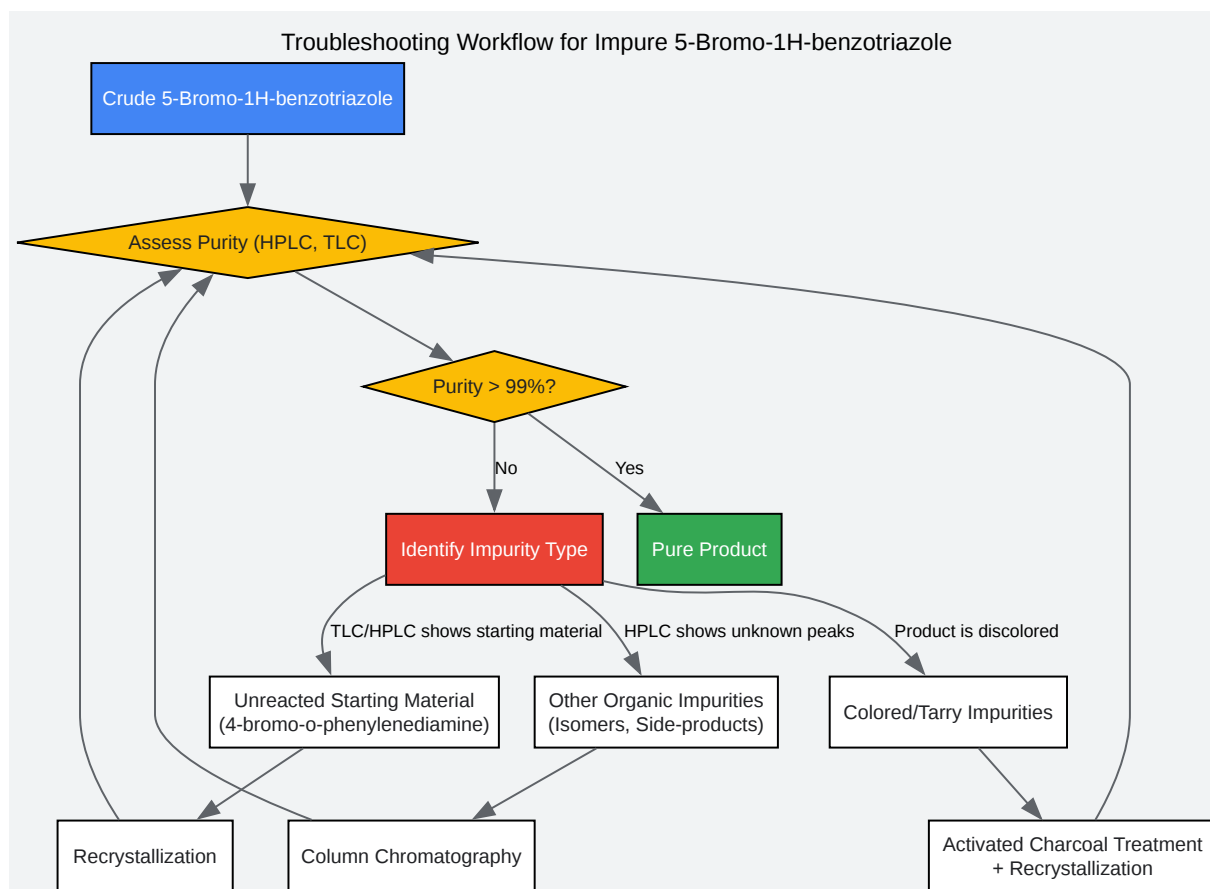 Troubleshooting Workflow for Impure 5-Bromo-1H-benzotriazole
Crude 5-Bromo-1H-benzotriazole
Assess Purity (HPLC, TLC)
Purity > 99%?
No
Yes
Identify Impurity Type
Pure Product
TLC/HPLC shows starting material
HPLC shows unknown peaks
Product is discolored
Unreacted Starting Material
(4-bromo-o-phenylenediamine)
Other Organic Impurities
(Isomers, Side-products)
Colored/Tarry Impurities
Recrystallization
Column Chromatography
Activated Charcoal Treatment
+ Recrystallization